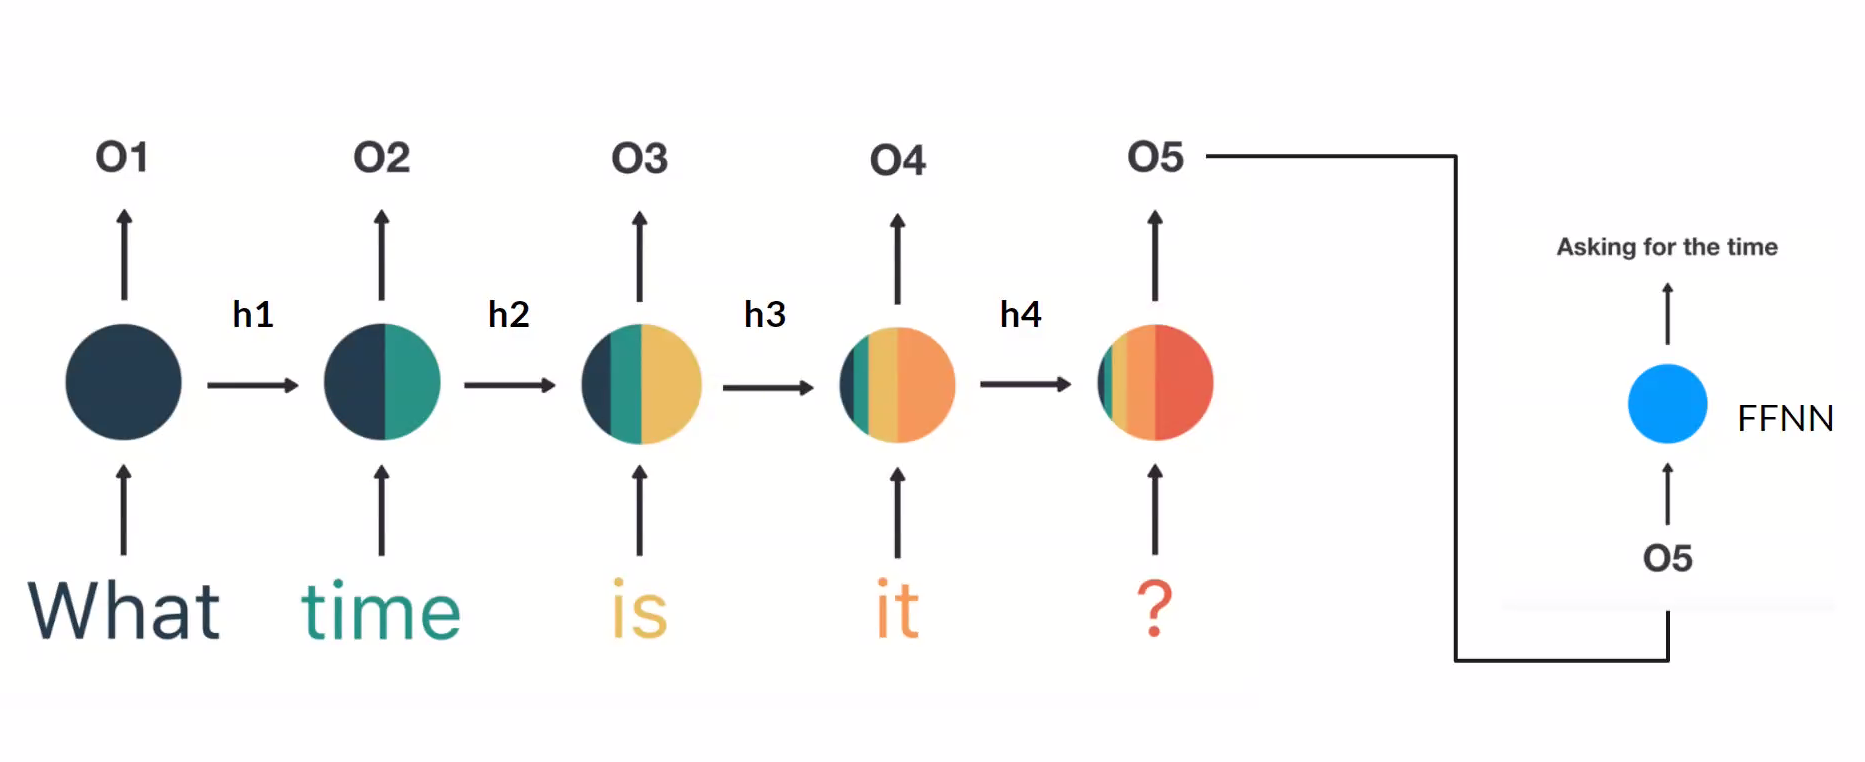 O1 O2 O3 O4 O5
Asking for the time
h1 h2 h3 h4
FFNN
O5
What time is it ?